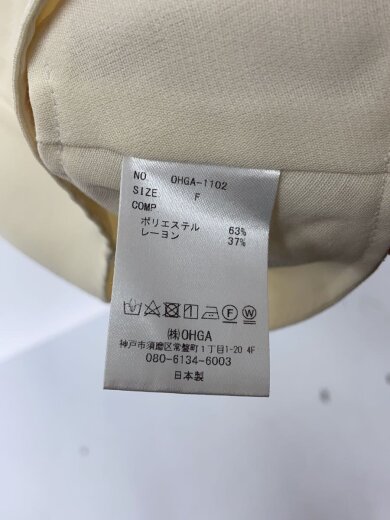 NO OHGA-1102
SIZE F
COMP
ポリエステル 63%
レーヨン 37%
F W
㈱OHGA
神戸市須磨区常盤町1丁目1-20 4F
080-6134-6003
日本製